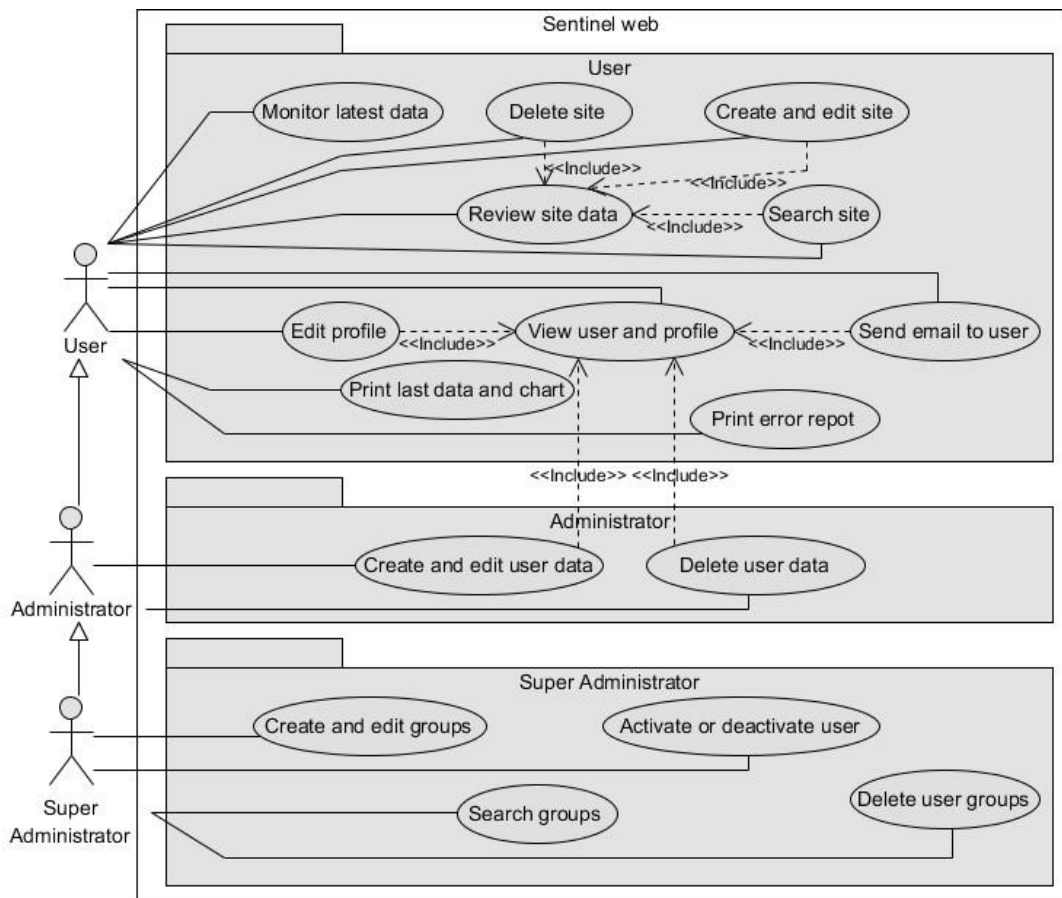 Sentinel web
User
Monitor latest data
Delete site
Create and edit site
<<Include>>
<<Include>>
Review site data
Search site
<<Include>>
User
Edit profile
View user and profile
Send email to user
<<Include>>
<<Include>>
Print last data and chart
Print error repot
<<Include>>
<<Include>>
Administrator
Create and edit user data
Delete user data
Administrator
Super Administrator
Create and edit groups
Activate or deactivate user
Super
Administrator
Search groups
Delete user groups